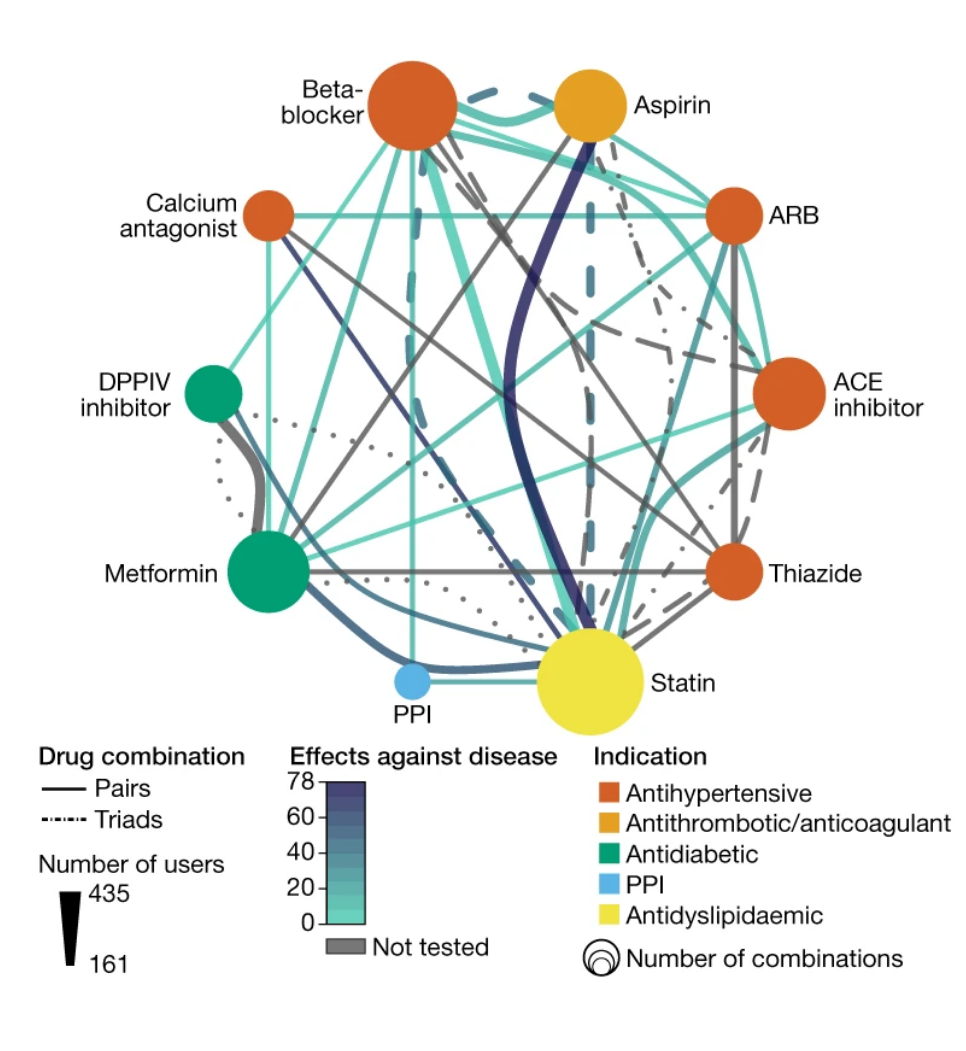 Beta-
blocker
Aspirin
Calcium
antagonist
ARB
DPPIV
inhibitor
ACE
inhibitor
Metformin
Thiazide
Statin
PPI
Drug combination
Pairs
Triads
Number of users
435
161
Effects against disease
78
60
40
20
0
Not tested
Indication
Antihypertensive
Antithrombotic/anticoagulant
Antidiabetic
PPI
Antidyslipidaemic
Number of combinations